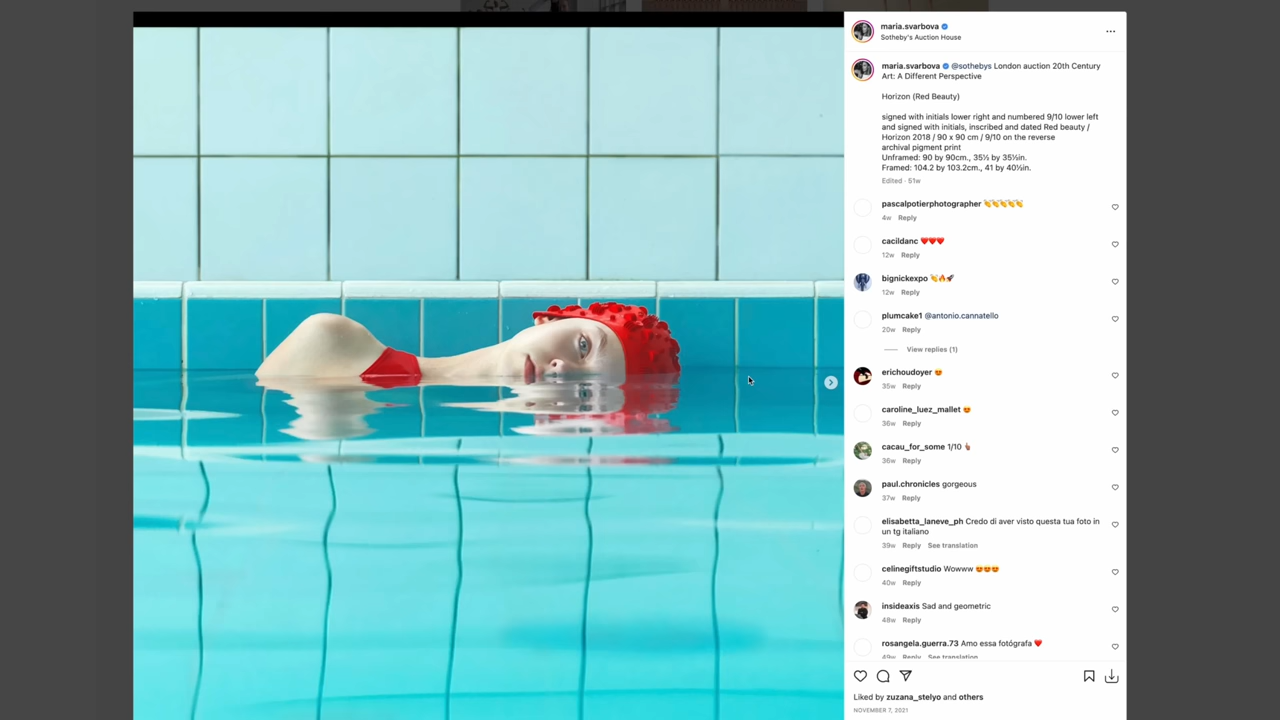 maria.svarbova
Sotheby's Auction House
maria.svarbova @sothebys London auction 20th Century
Art: A Different Perspective
Horizon (Red Beauty)
signed with initials lower right and numbered 9/10 lower left
and signed with initials, inscribed and dated Red beauty /
Horizon 2018 / 90 x 90 cm / 9/10 on the reverse
archival pigment print
Unframed: 90 by 90cm., 35½ by 35½in.
Framed: 104.2 by 103.2cm., 41 by 40½in.
Edited · 51w
pascalpotierphotographer 👏👏👏👏👏
4w Reply
cacildanc ❤️❤️❤️
12w Reply
bignickexpo 👏🔥🚀
12w Reply
plumcake1 @antonio.cannatello
20w Reply
View replies (1)
erichoudoyer 😍
35w Reply
caroline_luez_mallet 😍
36w Reply
cacau_for_some 1/10
36w Reply
paul.chronicles gorgeous
37w Reply
elisabetta_laneve_ph Credo di aver visto questa tua foto in
un tg italiano
39w Reply See translation
celinegiftstudio Wowww 😍😍😍
40w Reply
insideaxis Sad and geometric
48w Reply
rosangela.guerra.73 Amo essa fotógrafa ❤️
49w Reply See translation
Liked by zuzana_stelyo and others
NOVEMBER 7, 2021